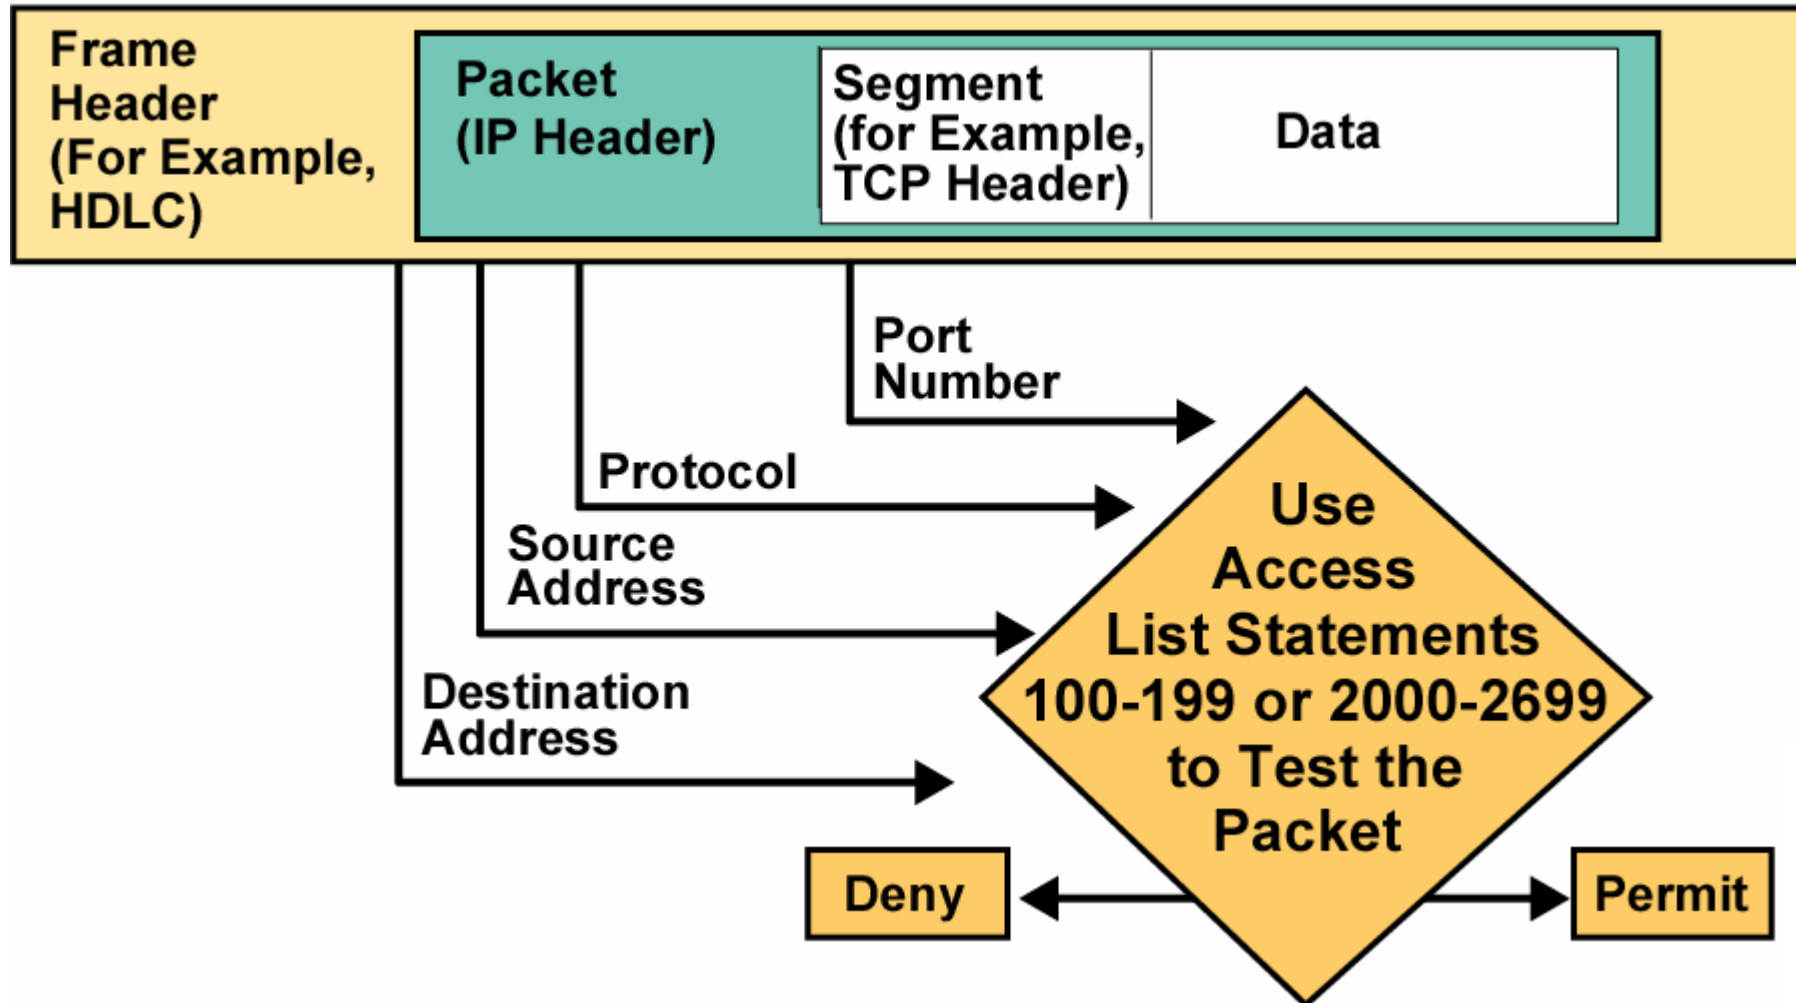 Frame
Header
(For Example,
HDLC)
Packet
(IP Header)
Segment
(for Example,
TCP Header)
Data
Port
Number
Protocol
Source
Address
Destination
Address
Use
Access
List Statements
100-199 or 2000-2699
to Test the
Packet
Deny
Permit